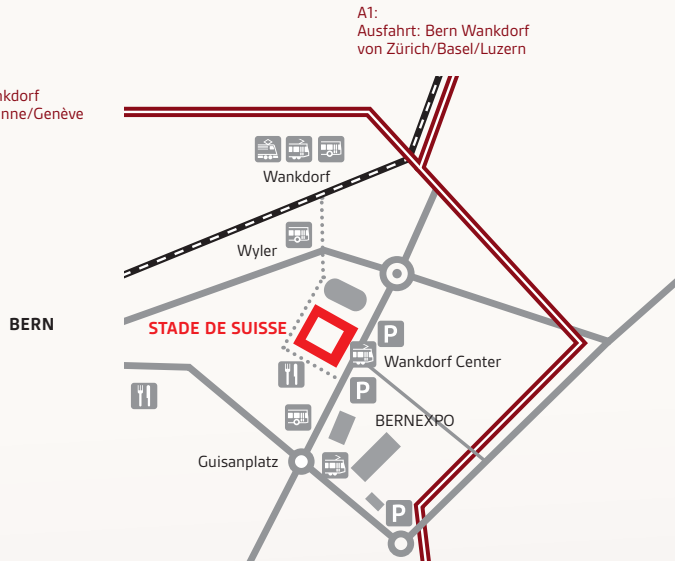 A1:
Ausfahrt: Bern Wankdorf
von Zürich/Basel/Luzern
nkdorf
nne/Genève
Wankdorf
Wyler
BERN
STADE DE SUISSE
P
Wankdorf Center
P
BERNEXPO
Guisanplatz
P